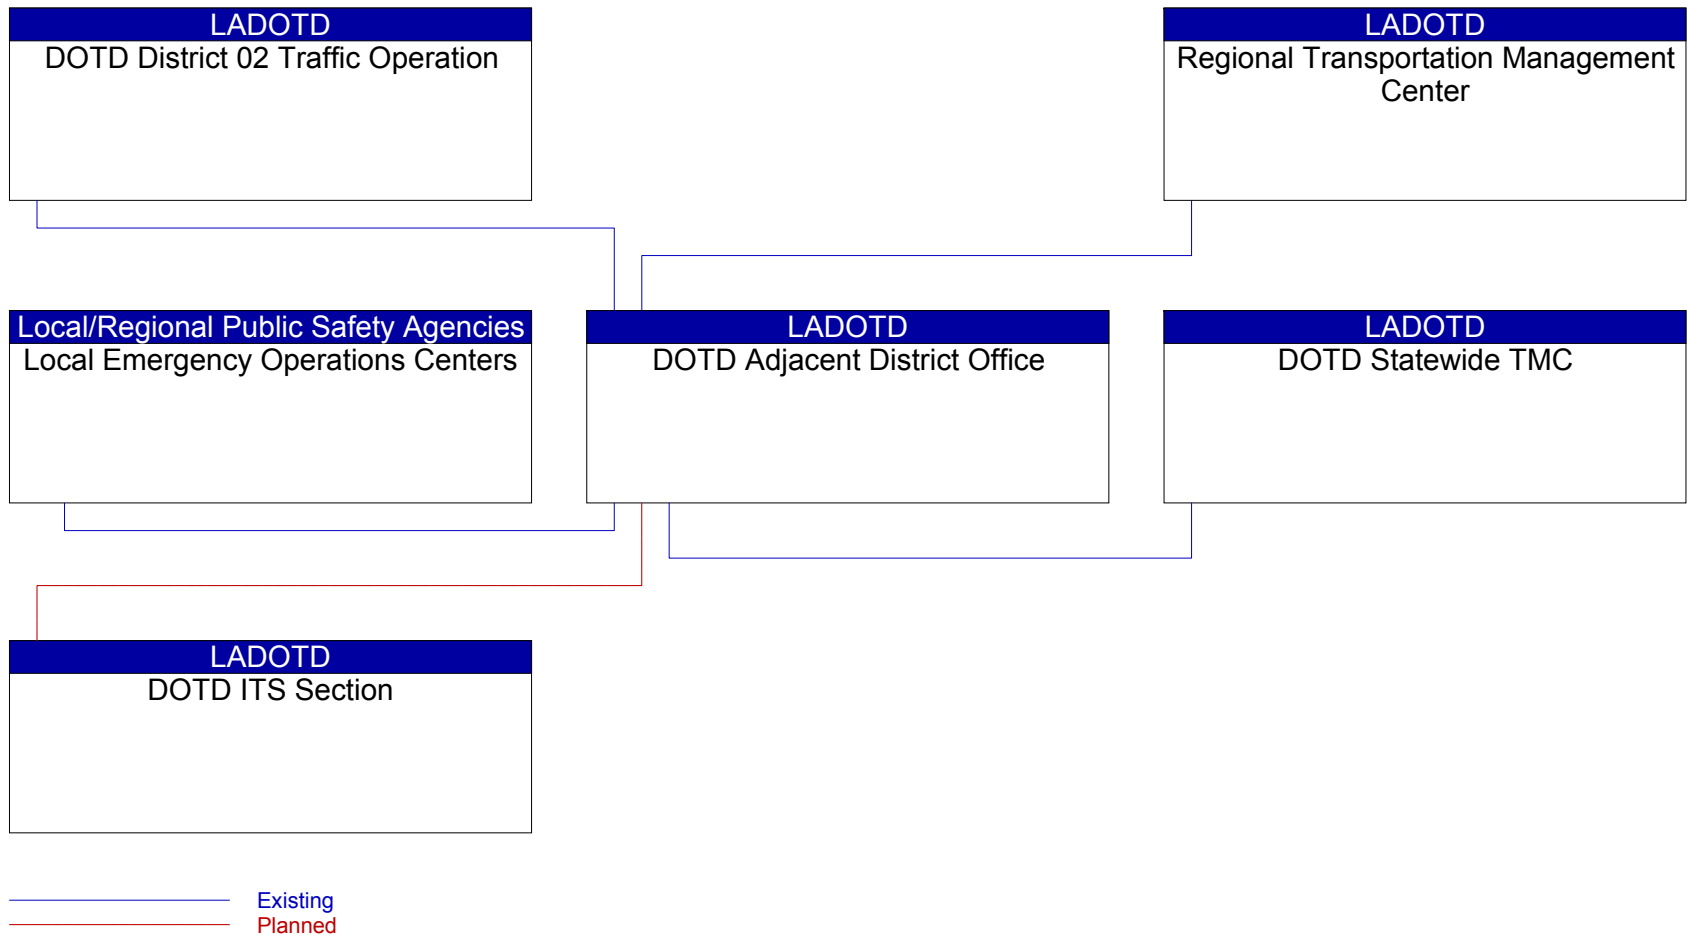 LADOTD
DOTD District 02 Traffic Operation
LADOTD
Regional Transportation Management
Center
Local/Regional Public Safety Agencies
Local Emergency Operations Centers
LADOTD
DOTD Adjacent District Office
LADOTD
DOTD Statewide TMC
LADOTD
DOTD ITS Section
Existing
Planned